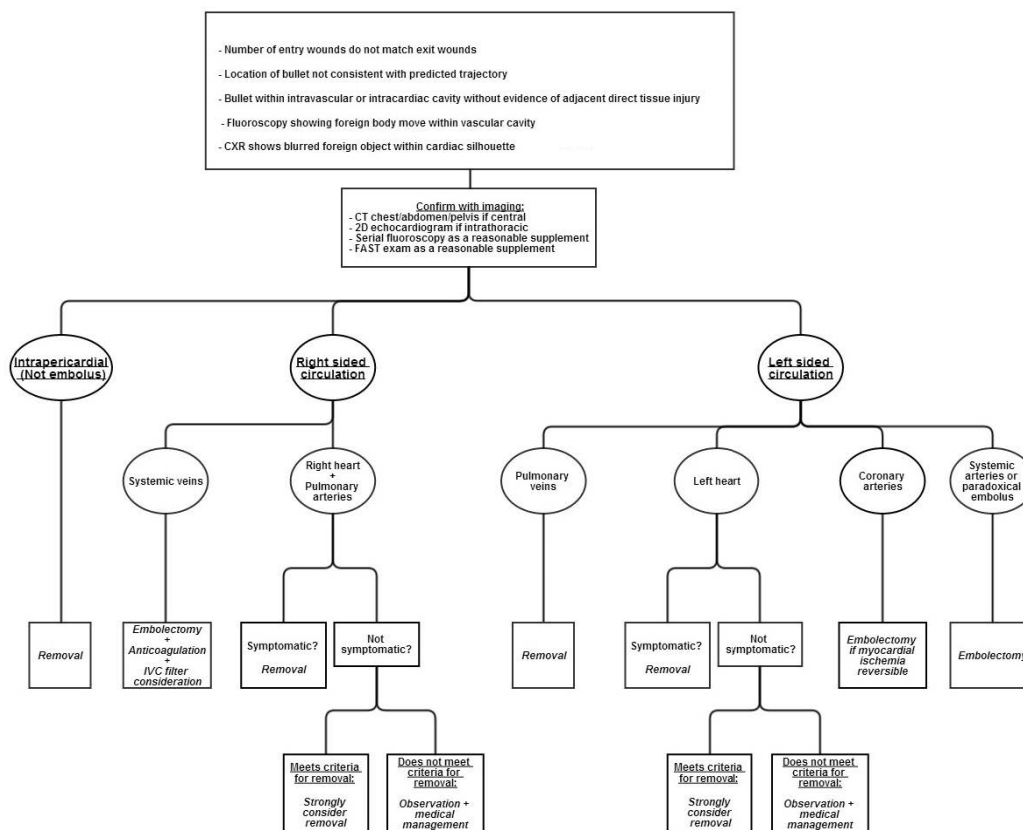 - Number of entry wounds do not match exit wounds
- Location of bullet not consistent with predicted trajectory
- Bullet within intravascular or intracardiac cavity without evidence of adjacent direct tissue injury
- Fluoroscopy showing foreign body move within vascular cavity
- CXR shows blurred foreign object within cardiac silhouette
Confirm with imaging:
- CT chest/abdomen/pelvis if central
- 2D echocardiogram if intrathoracic
- Serial fluoroscopy as a reasonable supplement
- FAST exam as a reasonable supplement
Intrapericardial
(Not embolus)
Right sided
circulation
Left sided
circulation
Systemic veins
Right heart
+
Pulmonary
arteries
Pulmonary
veins
Left heart
Coronary
arteries
Systemic
arteries or
paradoxical
embolus
Removal
Embolectomy
+
Anticoagulation
+
IVC filter
consideration
Symptomatic?
Removal
Not
symptomatic?
Removal
Symptomatic?
Removal
Not
symptomatic?
Embolectomy
if myocardial
ischemia
reversible
Embolectomy
Meets criteria
for removal:
Strongly
consider
removal
Does not meet
criteria for
removal:
Observation +
medical
management
Meets criteria
for removal:
Strongly
consider
removal
Does not meet
criteria for
removal:
Observation +
medical
management